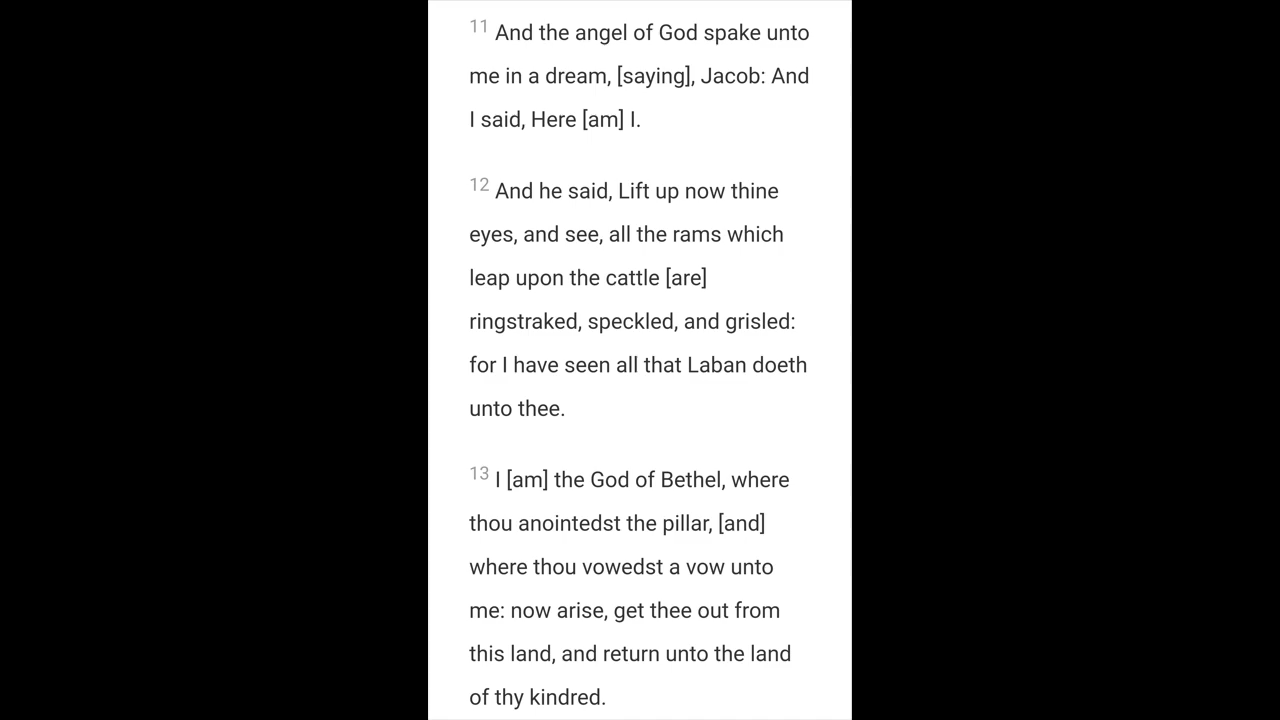 11 And the angel of God spake unto
me in a dream, [saying], Jacob: And
I said, Here [am] I.
12 And he said, Lift up now thine
eyes, and see, all the rams which
leap upon the cattle [are]
ringstraked, speckled, and grisled:
for I have seen all that Laban doeth
unto thee.
13 I [am] the God of Bethel, where
thou anointedst the pillar, [and]
where thou vowedst a vow unto
me: now arise, get thee out from
this land, and return unto the land
of thy kindred.